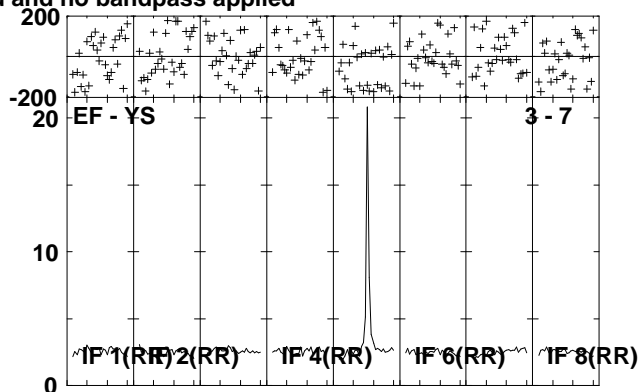 and no bandpass applied
200
-200
EF - YS 3 - 7
20
10
0
IF 1(RR) IF 2(RR) IF 4(RR) IF 6(RR) IF 8(RR)